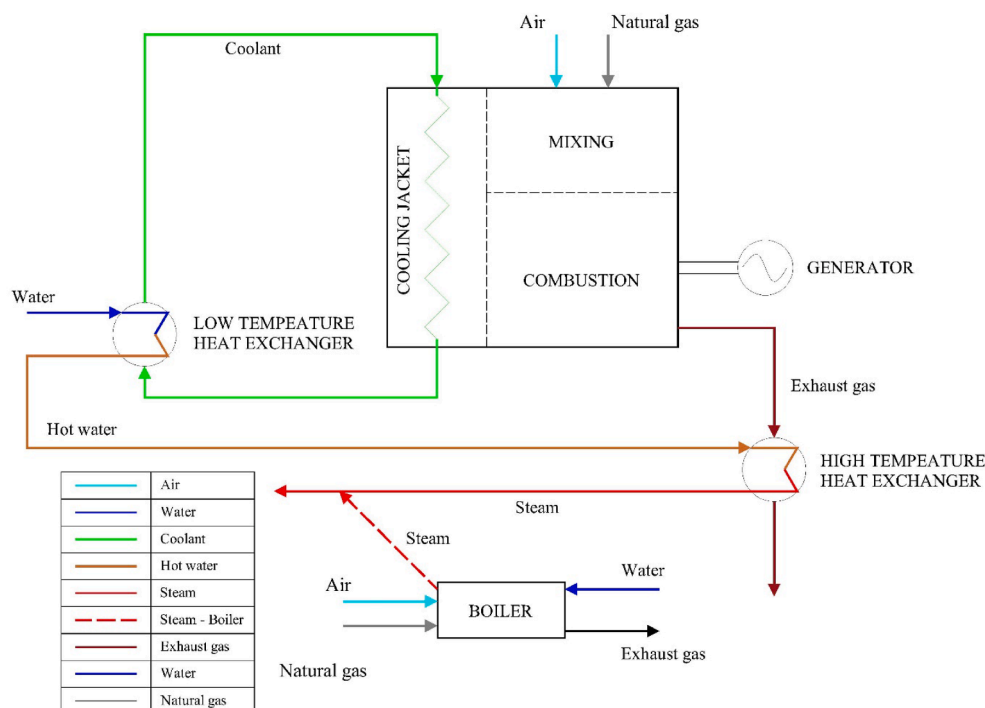 Air
Natural gas
Coolant
COOLING JACKET
MIXING
COMBUSTION
GENERATOR
Water
LOW TEMPEATURE
HEAT EXCHANGER
Exhaust gas
Hot water
HIGH TEMPEATURE
HEAT EXCHANGER
Steam
Steam
Air
Water
BOILER
Exhaust gas
Natural gas
Air
Water
Coolant
Hot water
Steam
Steam - Boiler
Exhaust gas
Water
Natural gas